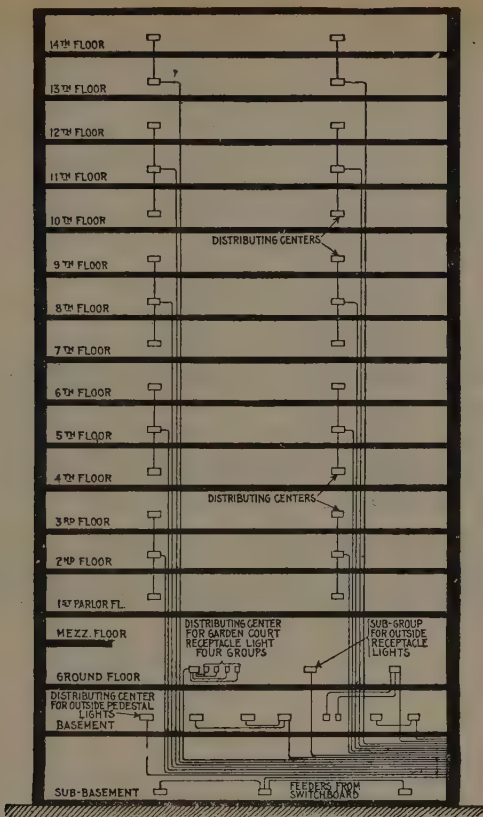 14TH FLOOR
13TH FLOOR
12TH FLOOR
11TH FLOOR
10TH FLOOR
DISTRIBUTING CENTERS
9TH FLOOR
8TH FLOOR
7TH FLOOR
6TH FLOOR
5TH FLOOR
4TH FLOOR
DISTRIBUTING CENTERS
3RD FLOOR
2ND FLOOR
1ST PARLOR FL.
MEZZ. FLOOR
DISTRIBUTING CENTER
FOR GARDEN COURT
RECEPTACLE LIGHT
FOUR GROUPS
SUB-GROUP
FOR OUTSIDE
RECEPTACLE
LIGHTS
GROUND FLOOR
DISTRIBUTING CENTER
FOR OUTSIDE PEDESTAL
LIGHTS
BASEMENT
SUB-BASEMENT
FEEDERS FROM
SWITCHBOARD